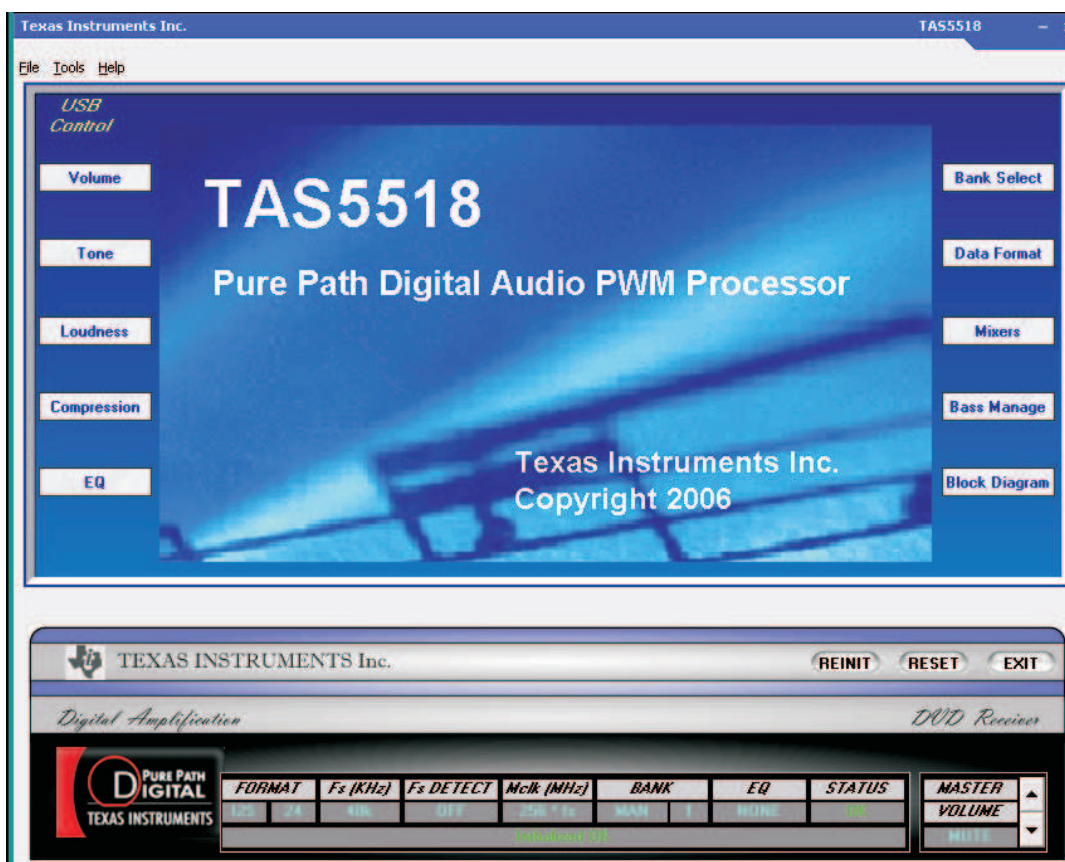 Texas Instruments Inc. TAS5518
File Tools Help
USB
Control
Volume
Tone
Loudness
Compression
EQ
TAS5518
Pure Path Digital Audio PWM Processor
Texas Instruments Inc.
Copyright 2006
Bank Select
Data Format
Mixers
Bass Manage
Block Diagram
TEXAS INSTRUMENTS Inc. REINIT RESET EXIT
Digital Amplification DVD Receiver
PURE PATH
DIGITAL
TEXAS INSTRUMENTS
FORMAT Fs (KHz) Fs DETECT Mclk (MHz) BANK EQ STATUS
24 48k OFF 256 * fs MAN 1 NONE
MASTER
VOLUME
MUTE